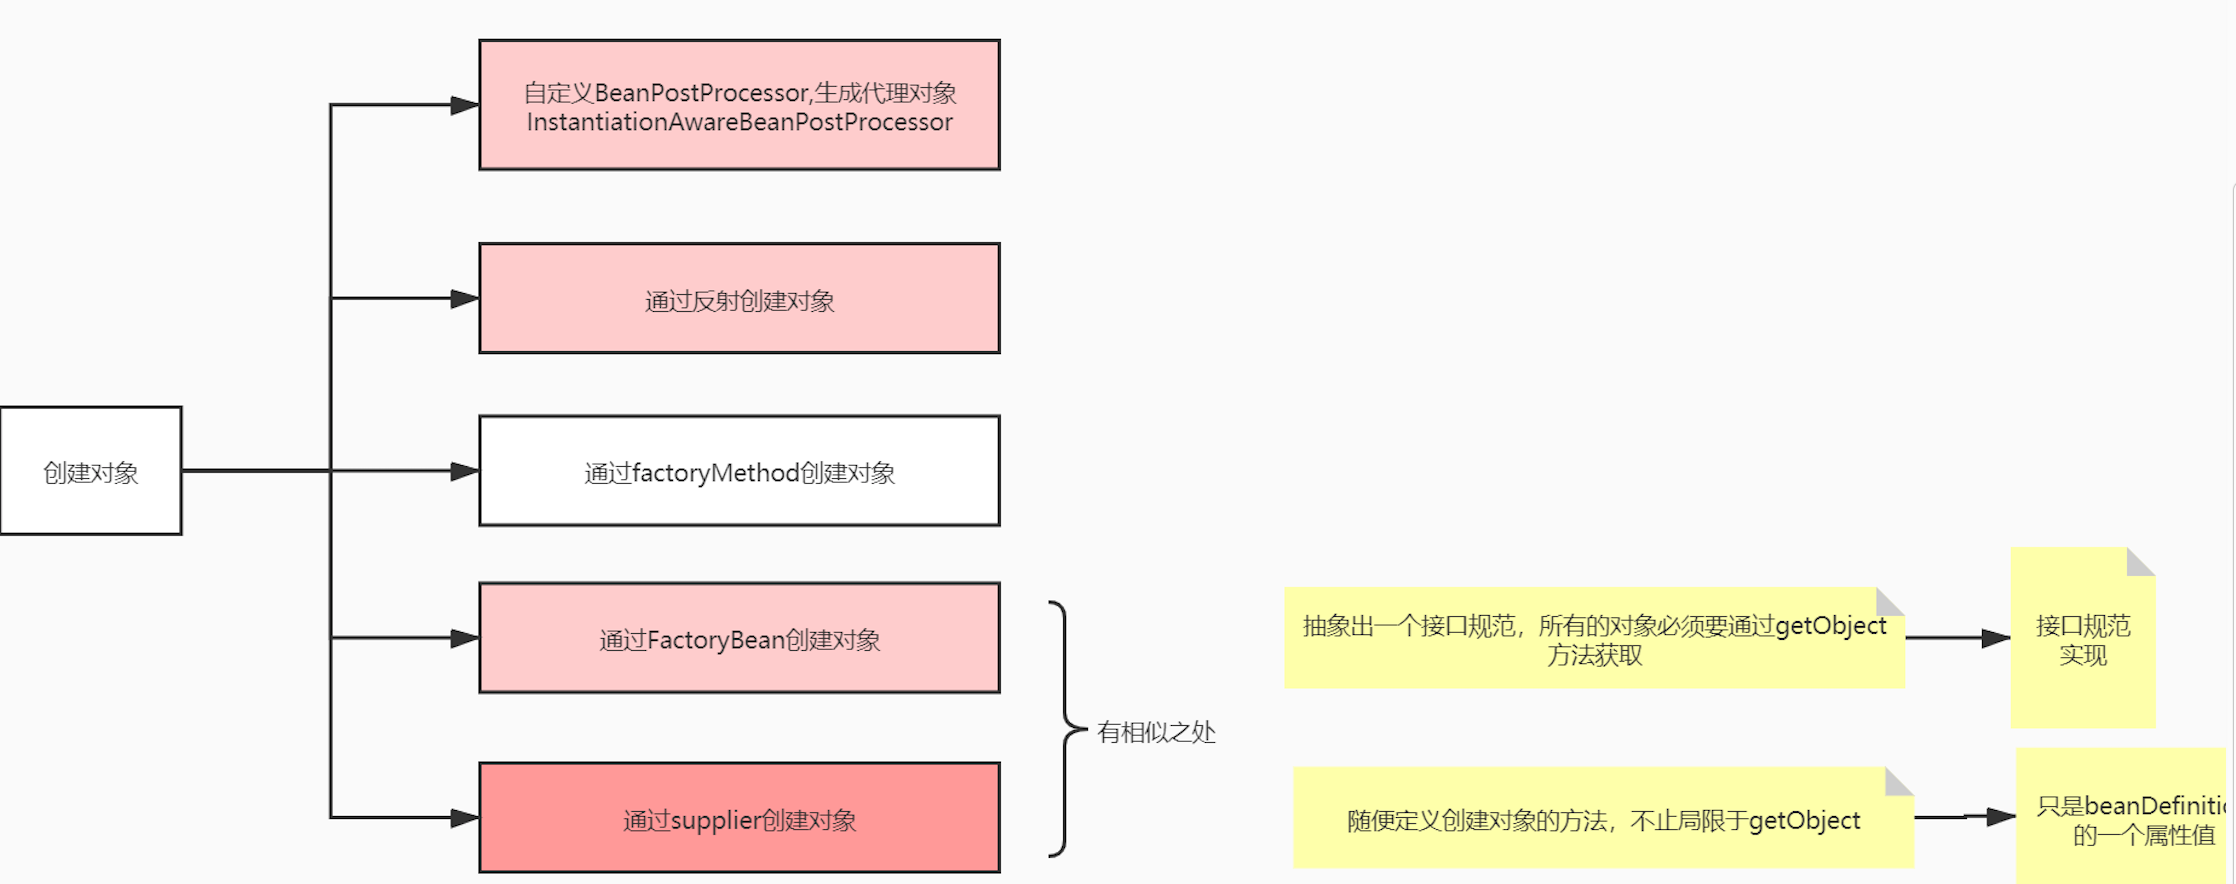 自定义BeanPostProcessor,生成代理对象
InstantiationAwareBeanPostProcessor
通过反射创建对象
创建对象
通过factoryMethod创建对象
通过FactoryBean创建对象
抽象出一个接口规范，所有的对象必须要通过getObject
方法获取
接口规范
实现
有相似之处
通过supplier创建对象
随便定义创建对象的方法，不止局限于getObject
只是beanDefinitio
的一个属性值